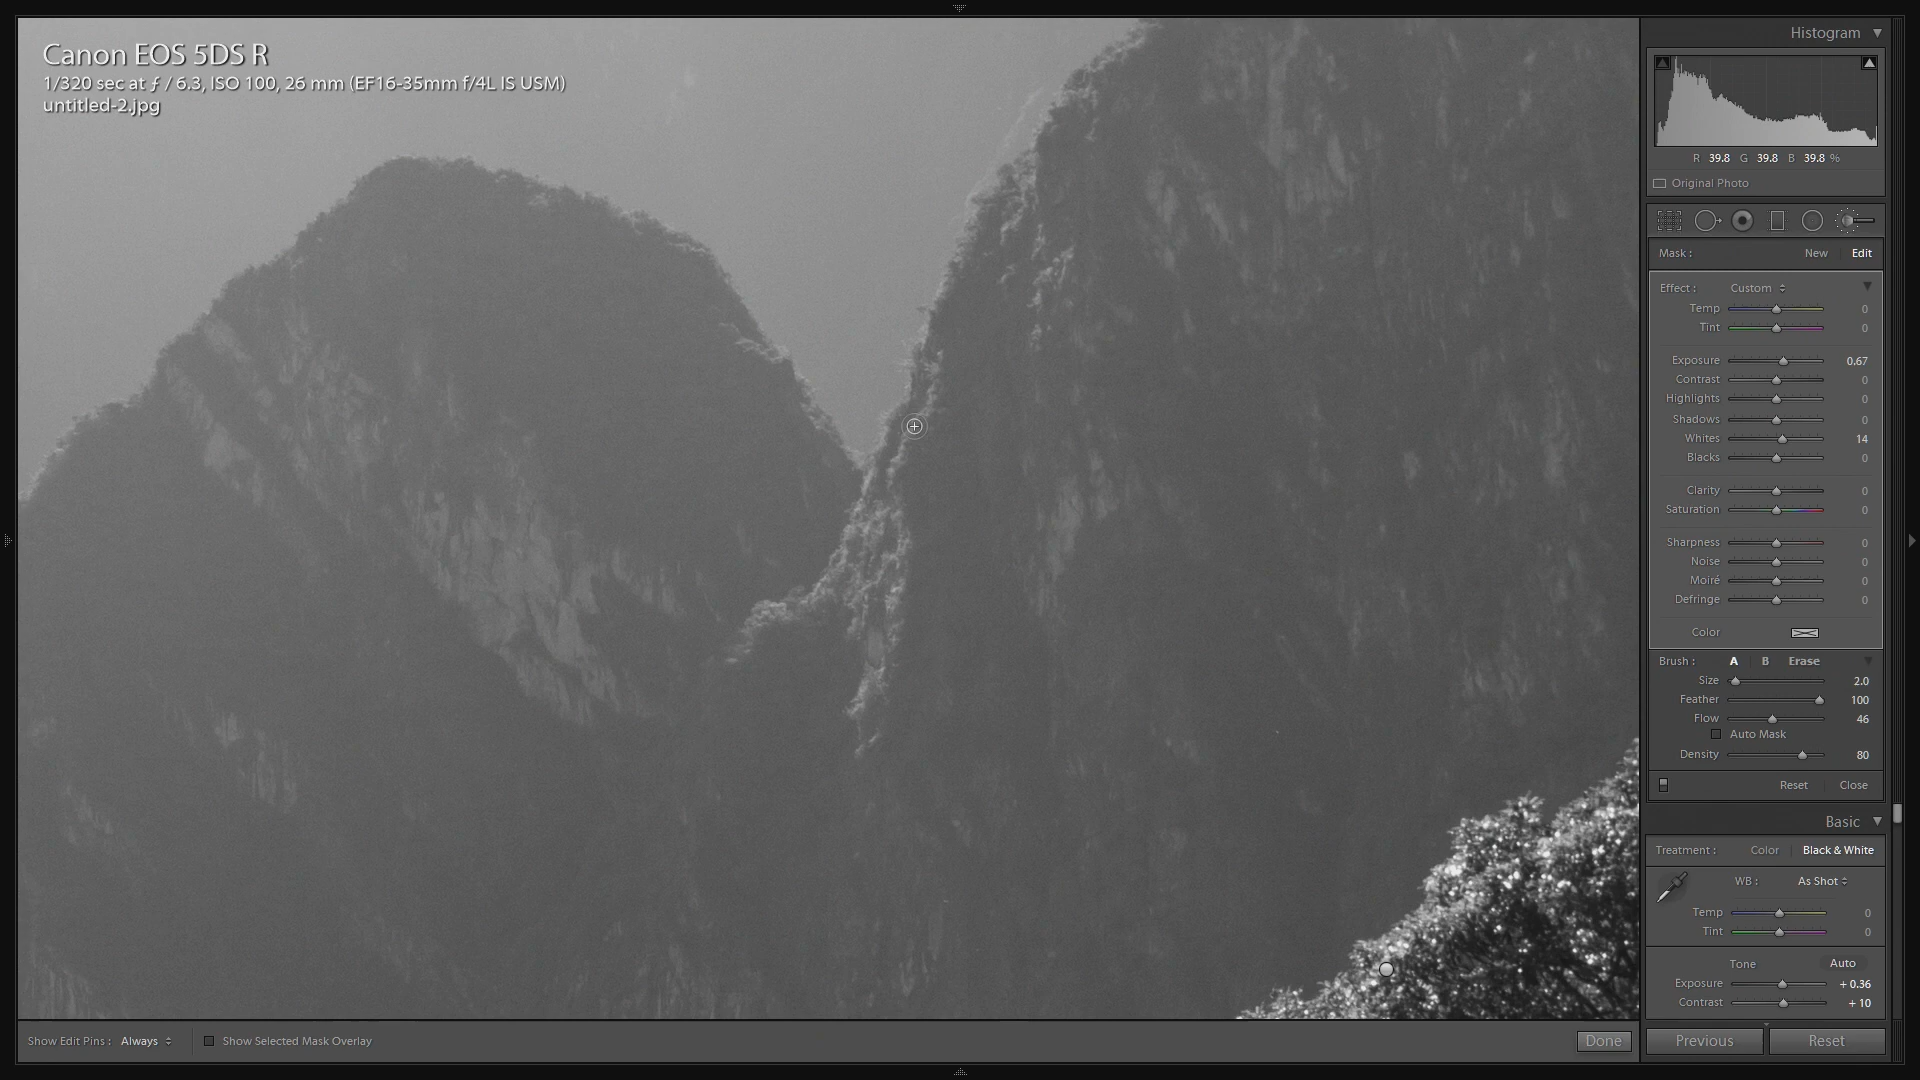 Canon EOS 5DS R
1/320 sec at ƒ / 6.3, ISO 100, 26 mm (EF16-35mm f/4L IS USM)
untitled-2.jpg
Histogram
R 39.8 G 39.8 B 39.8 %
Original Photo
Mask : New Edit
Effect : Custom
Temp 0
Tint 0
Exposure 0.67
Contrast 0
Highlights 0
Shadows 0
Whites 14
Blacks 0
Clarity 0
Saturation 0
Sharpness 0
Noise 0
Moiré 0
Defringe 0
Color
Brush : A B Erase
Size 2.0
Feather 100
Flow 46
Auto Mask
Density 80
Reset Close
Basic
Treatment : Color Black & White
WB : As Shot
Temp 0
Tint 0
Tone Auto
Exposure + 0.36
Contrast + 10
Show Edit Pins : Always Show Selected Mask Overlay Done Previous Reset